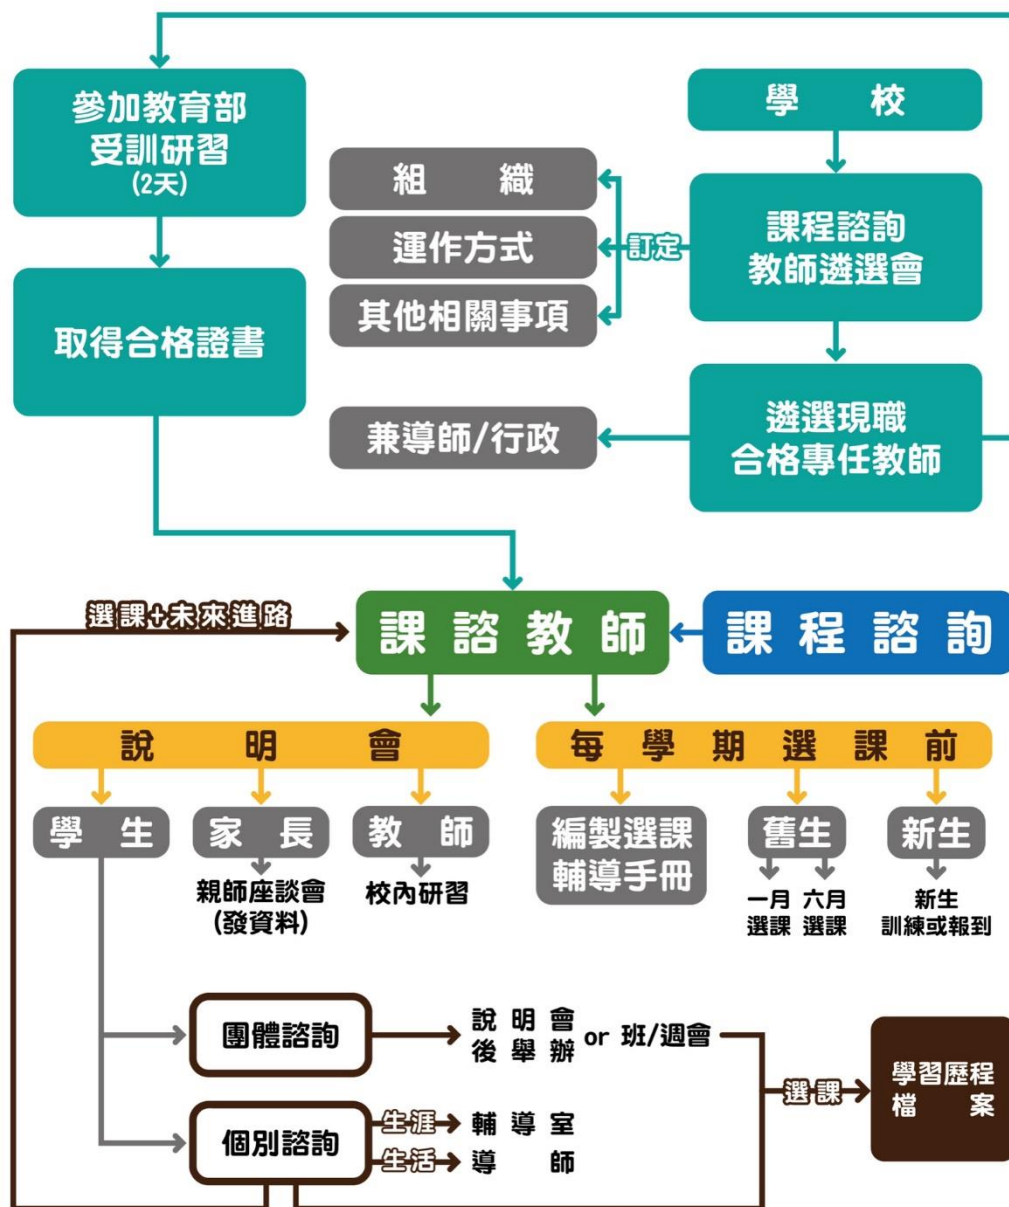 參加教育部
受訓研習
(2天)
取得合格證書
學校
課程諮詢
教師遴選會
訂定
組織
運作方式
其他相關事項
遴選現職
合格專任教師
兼導師/行政
選課+未來進路
課諮教師
課程諮詢
說明會
每學期選課前
學生
家長
教師
親師座談會
(發資料)
校內研習
編製選課
輔導手冊
舊生
新生
一月
選課
六月
選課
新生
訓練或報到
團體諮詢
說明會
後舉辦
or 班/週會
個別諮詢
生涯
輔導室
生活
導師
選課
學習歷程
檔案